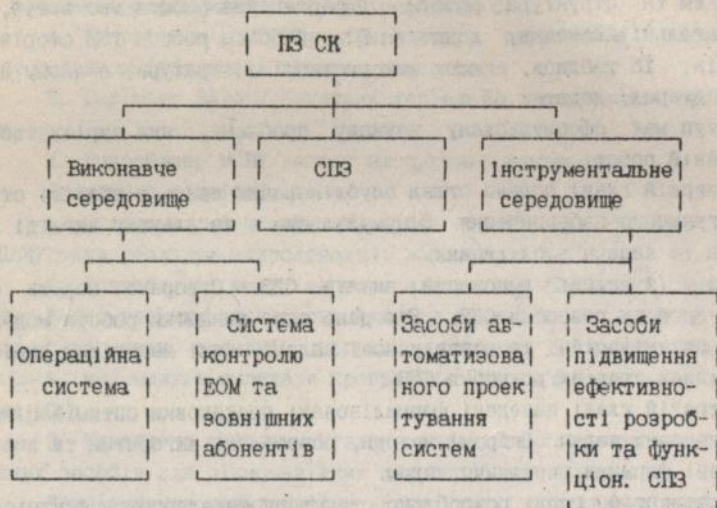 ПЗ СК
Виконавче
середовище
СПЗ
Інструментальне
середовище
Операційна
система
Система
контролю
ЕОМ та
зовнішних
абонентів
Засоби ав-
томатизова
ного проек
тування
систем
Засоби
підвищення
ефективно-
сті розроб-
ки та функ-
ціон. СПЗ